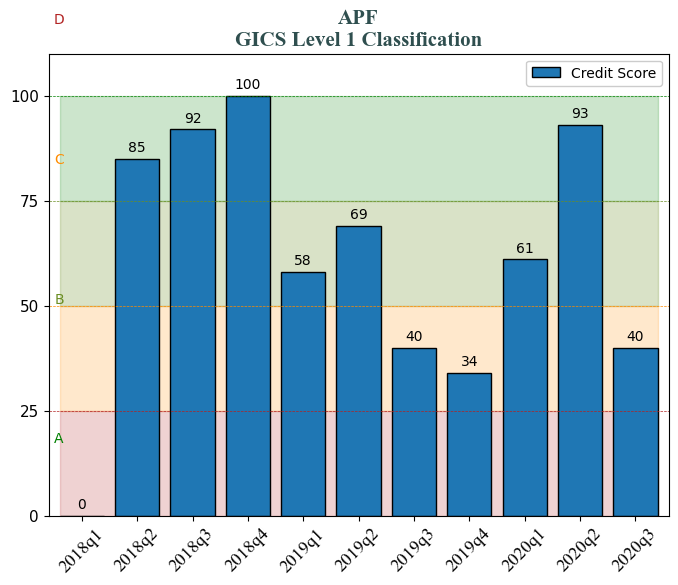 D
APF
GICS Level 1 Classification
Credit Score
100
75
50
25
0
C
B
A
0
85
92
100
58
69
40
34
61
93
40
2018q1
2018q2
2018q3
2018q4
2019q1
2019q2
2019q3
2019q4
2020q1
2020q2
2020q3